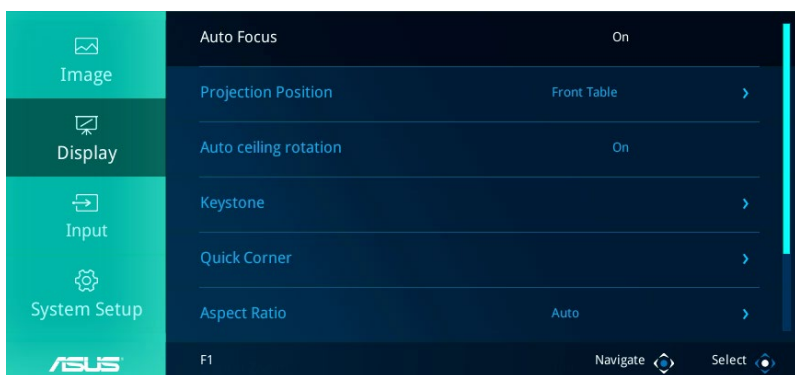 Image
Display
Input
System Setup
ASUS
Auto Focus On
Projection Position Front Table
Auto ceiling rotation On
Keystone
Quick Corner
Aspect Ratio Auto
F1 Navigate Select